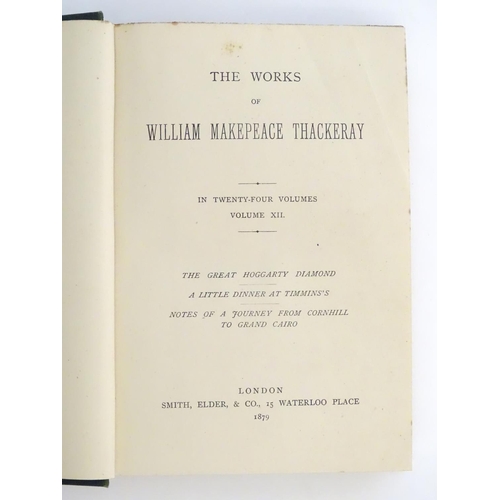 THE WORKS
OF
WILLIAM MAKEPEACE THACKERAY
IN TWENTY-FOUR VOLUMES
VOLUME XII.
THE GREAT HOGGARTY DIAMOND
A LITTLE DINNER AT TIMMINS'S
NOTES OF A JOURNEY FROM CORNHILL
TO GRAND CAIRO
LONDON
SMITH, ELDER, & CO., 15 WATERLOO PLACE
1879